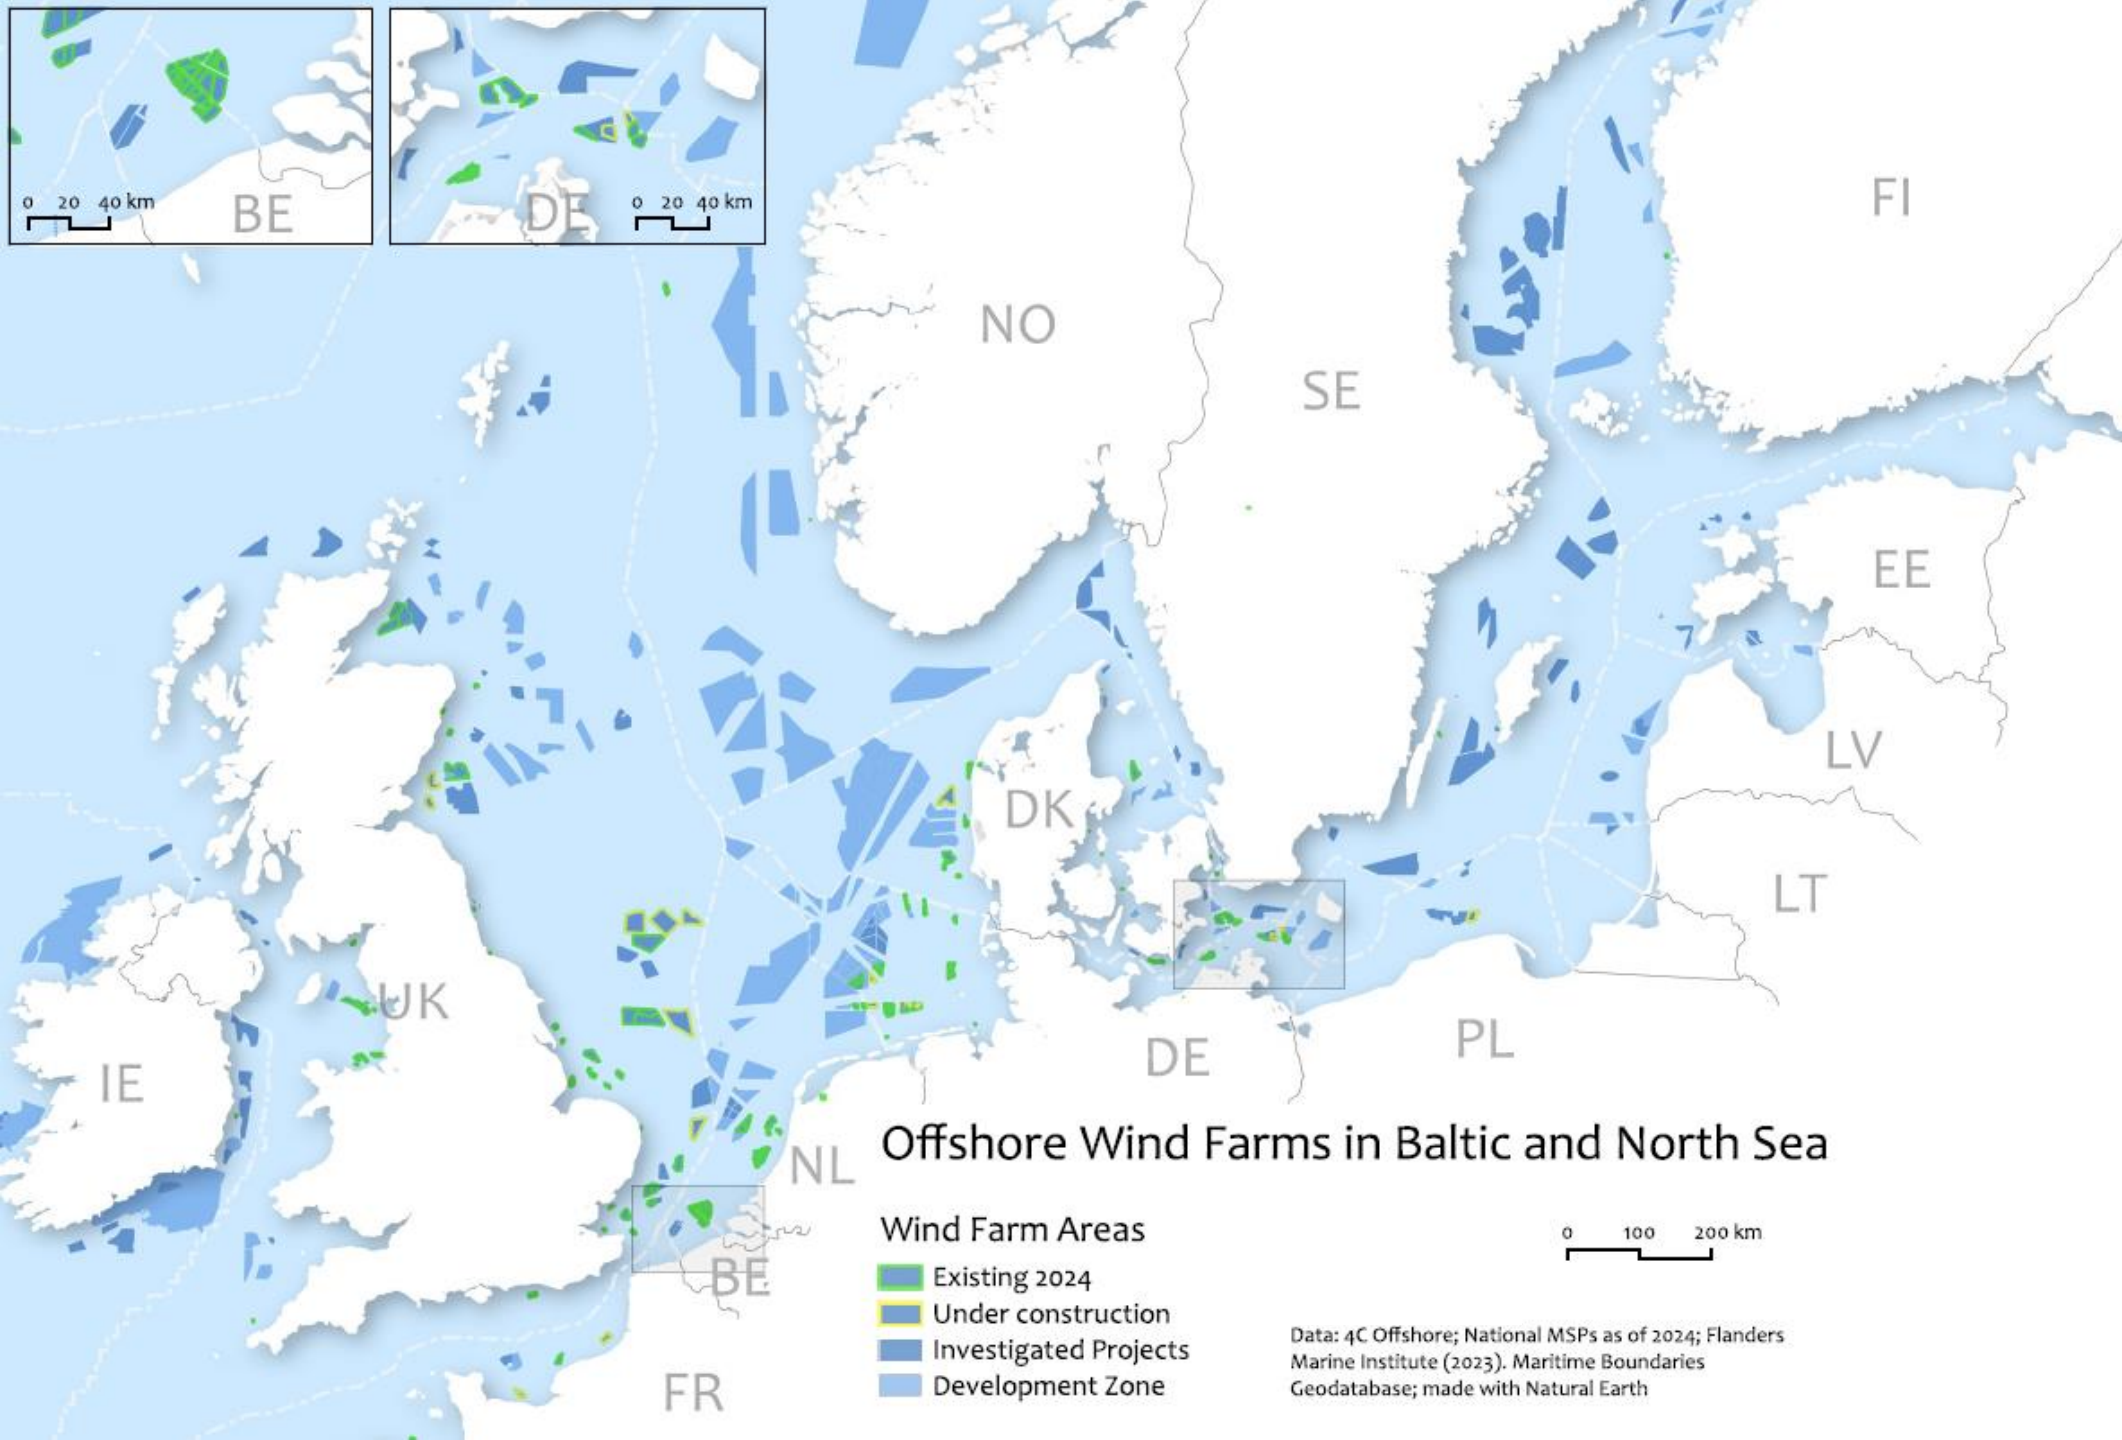 0 20 40 km
BE
0 20 40 km
DE
NO
SE
FI
EE
LV
LT
DK
UK
IE
DE
PL
NL
BE
FR
Offshore Wind Farms in Baltic and North Sea
Wind Farm Areas
Existing 2024
Under construction
Investigated Projects
Development Zone
0 100 200 km
Data: 4C Offshore; National MSPs as of 2024; Flanders
Marine Institute (2023). Maritime Boundaries
Geodatabase; made with Natural Earth